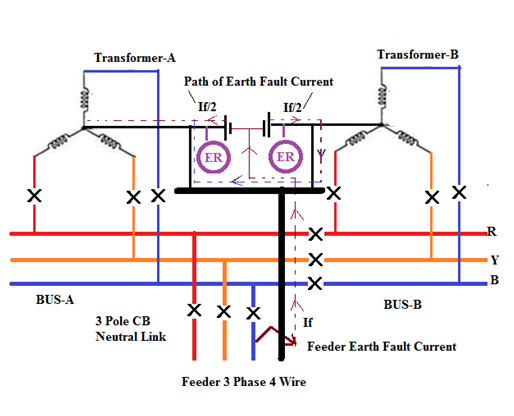 Transformer-A
Transformer-B
Path of Earth Fault Current
If/2
If/2
ER
ER
R
Y
B
BUS-A
BUS-B
3 Pole CB
Neutral Link
If
Feeder Earth Fault Current
Feeder 3 Phase 4 Wire